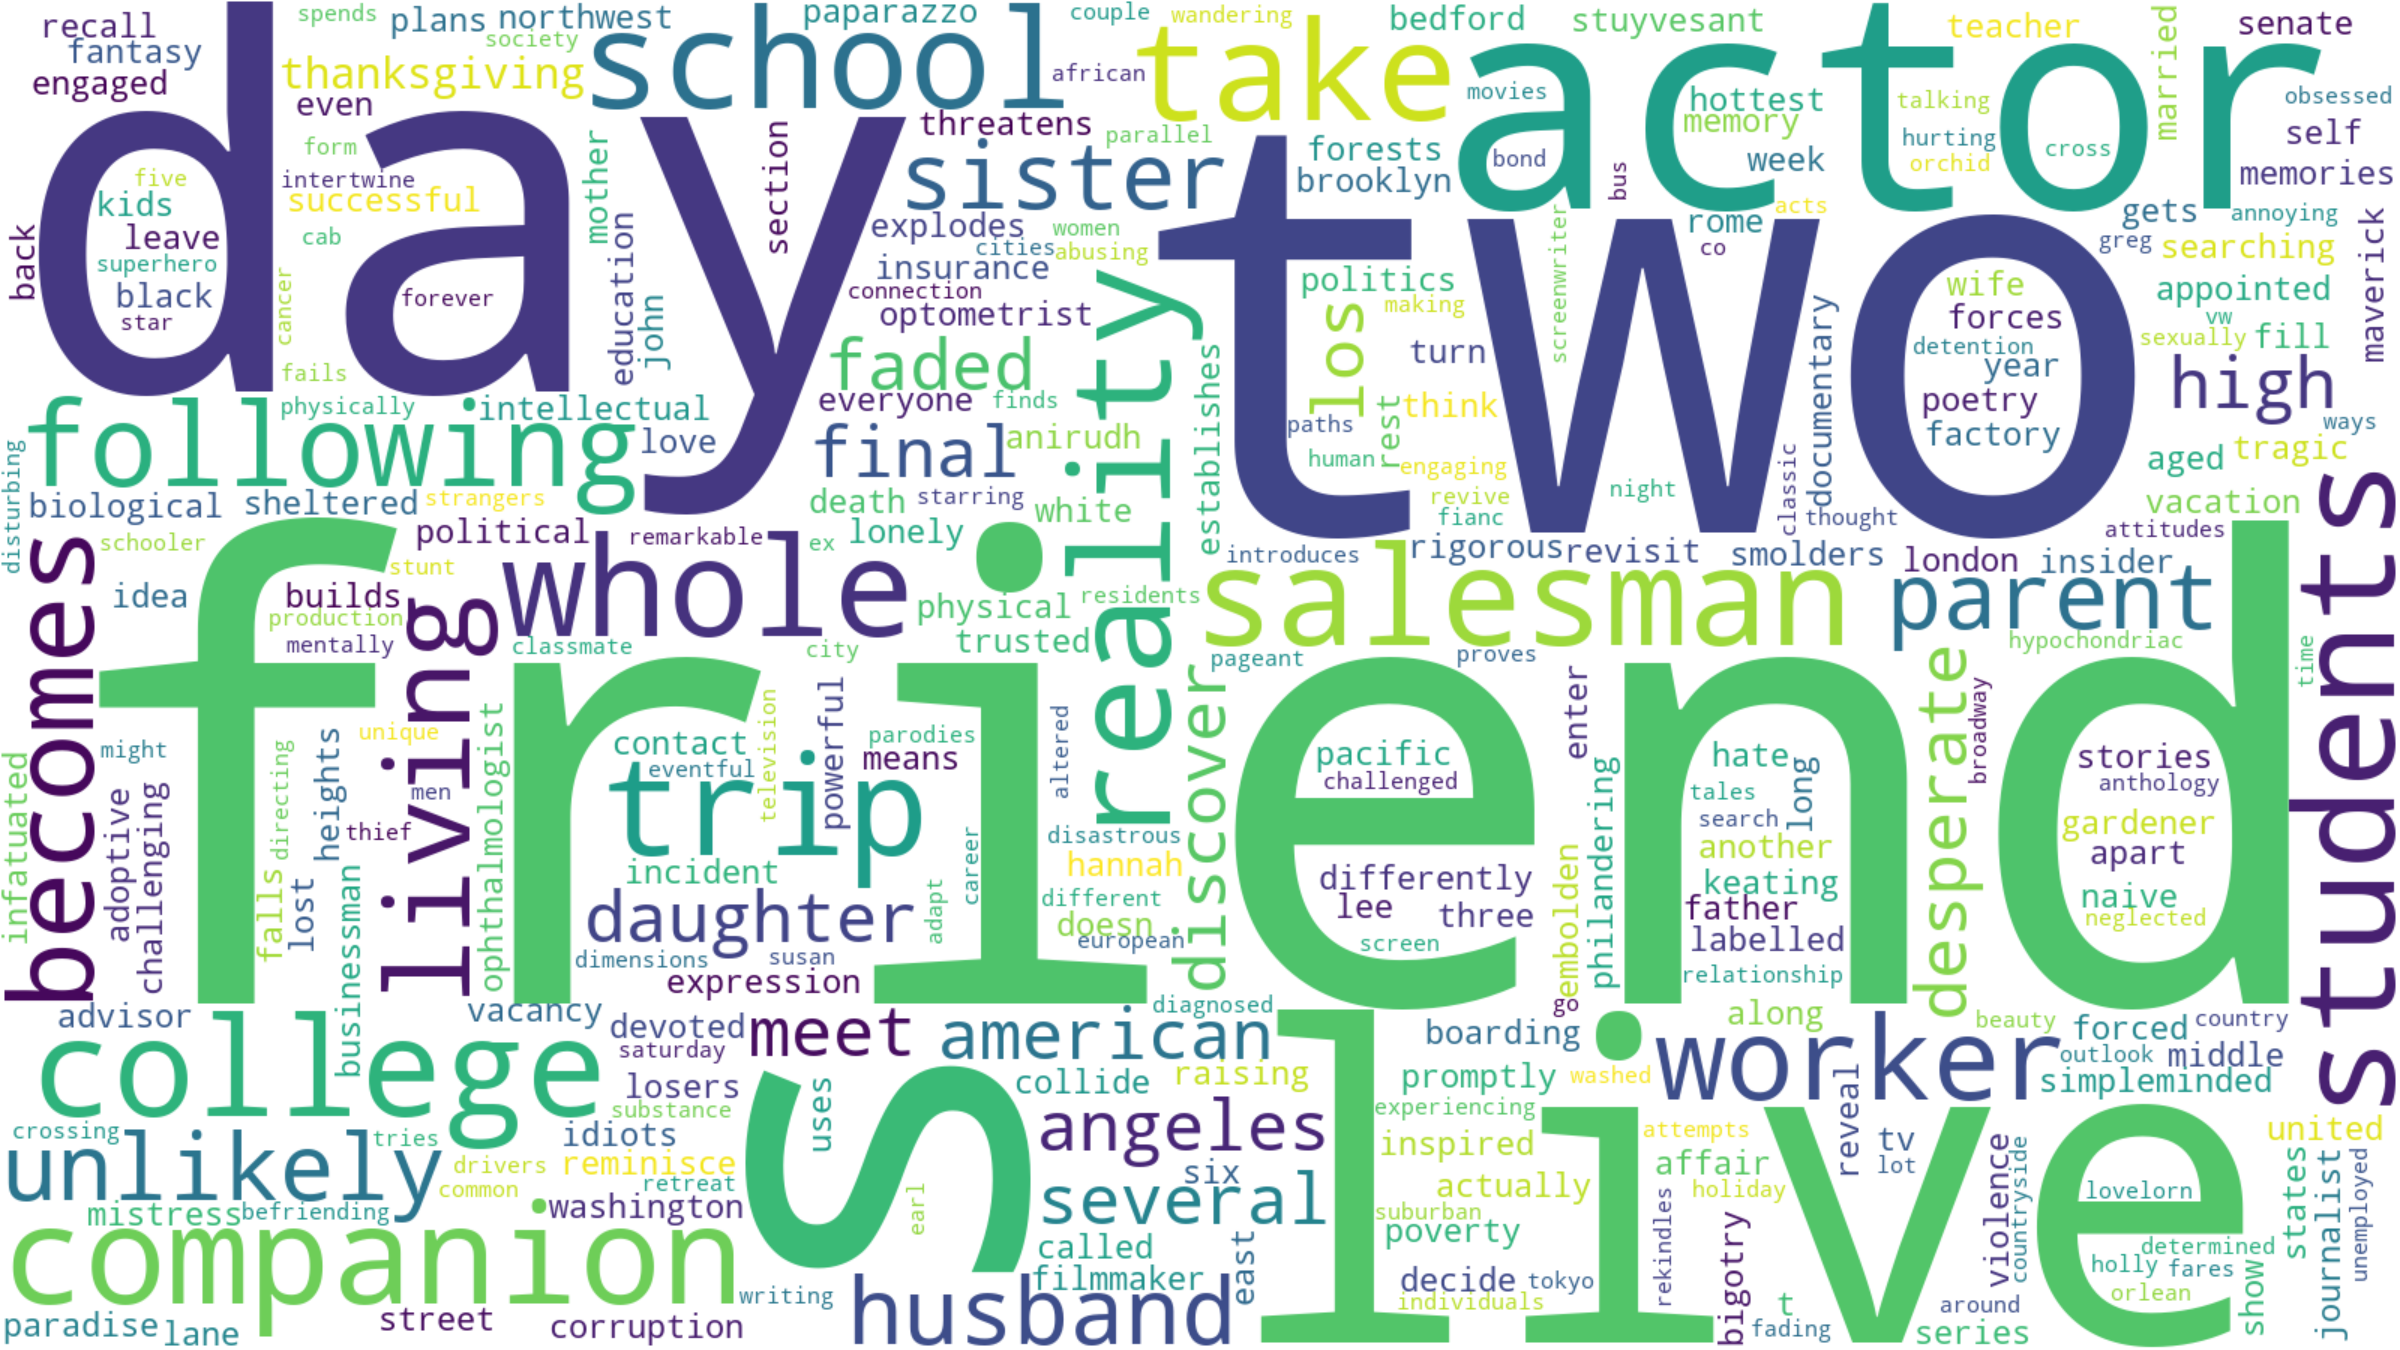 recall
fantasy
engaged
day
spends
plans
northwest
society
thanksgiving
even
school
paparazzo
couple
wandering
african
take
bedford
stuyvesant
actor
teacher
married
senate
obsessed
self
memories
movies
hottest
memory
talking
hurting
orchid
cross
bond
week
bus
five
kids
leave
superhero
black
star
back
form
intertwine
successful
cab
cancer
forever
mother
education
john
section
threatens
parallel
sister
explodes
women
cities
abusing
insurance
connection
optometrist
forests
brooklyn
two
politics
making
los
turn
screenwriter
rome
acts
co
documentary
wife
forces
detention
year
poetry
factory
gets
annoying
greg
searching
appointed
vw
sexually
fill
maverick
high
ways
fails
physically
following
intellectual
love
faded
everyone
finds
final
anirudh
reality
establishes
rest
think
paths
human
engaging
revive
fianc
night
classic
thought
aged
tragic
vacation
attitudes
students
disturbing
biological
sheltered
strangers
political
remarkable
death
starring
white
ex
lonely
introduces
rigorous
revisit
smolders
london
insider
becomes
schooler
idea
stunt
builds
production
mentally
living
whole
classmate
city
physical
residents
trusted
salesman
parent
pageant
proves
hypochondriac
time
friend
infatuated
might
adoptive
challenging
unique
men
thief
heights
directing
falls
lost
businessman
ophthalmologist
contact
eventful
television
trip
powerful
parodies
means
altered
incident
daughter
dimensions
susan
expression
adapt
career
disastrous
hannah
different
doesn
european
discover
pacific
challenged
differently
lee
three
screen
enter
philandering
embolden
go
hate
tales
search
long
another
keating
father
labelled
relationship
desperate
broadway
stories
anthology
gardener
apart
naive
neglected
advisor
college
vacancy
devoted
saturday
losers
substance
meet
american
diagnosed
collide
raising
boarding
promptly
washed
along
worker
beauty
forced
country
outlook
middle
simpleminded
crossing
unlikely
tries
idiots
drivers
reminisce
common
retreat
uses
s
angeles
six
several
earl
experiencing
inspired
actually
suburban
poverty
live
attempts
affair
holiday
reveal
tv
lot
violence
countryside
lovelorn
united
states
journalist
unemployed
mistress
befriending
washington
companion
writing
called
filmmaker
east
husband
decide
tokyo
individuals
rekindles
bigotry
t
fading
around
series
determined
holly
fares
orlean
show
paradise
lane
street
corruption